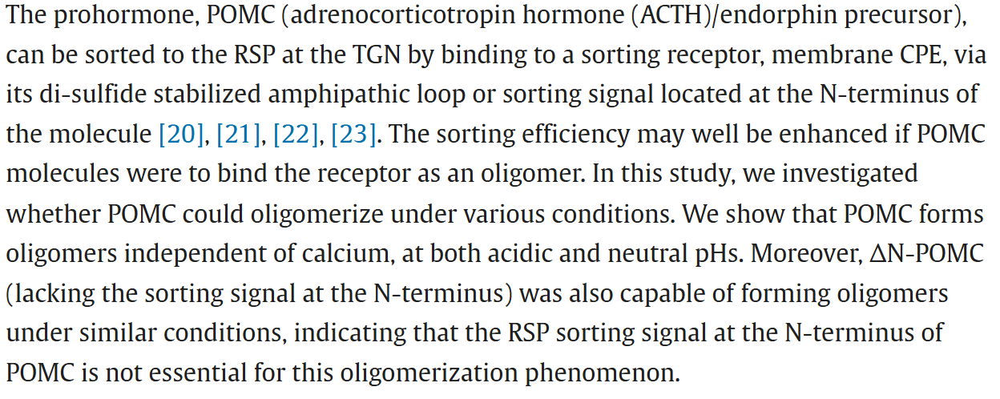 The prohormone, POMC (adrenocorticotropin hormone (ACTH)/endorphin precursor),
can be sorted to the RSP at the TGN by binding to a sorting receptor, membrane CPE, via
its di-sulfide stabilized amphipathic loop or sorting signal located at the N-terminus of
the molecule [20], [21], [22], [23]. The sorting efficiency may well be enhanced if POMC
molecules were to bind the receptor as an oligomer. In this study, we investigated
whether POMC could oligomerize under various conditions. We show that POMC forms
oligomers independent of calcium, at both acidic and neutral pHs. Moreover, ΔN-POMC
(lacking the sorting signal at the N-terminus) was also capable of forming oligomers
under similar conditions, indicating that the RSP sorting signal at the N-terminus of
POMC is not essential for this oligomerization phenomenon.